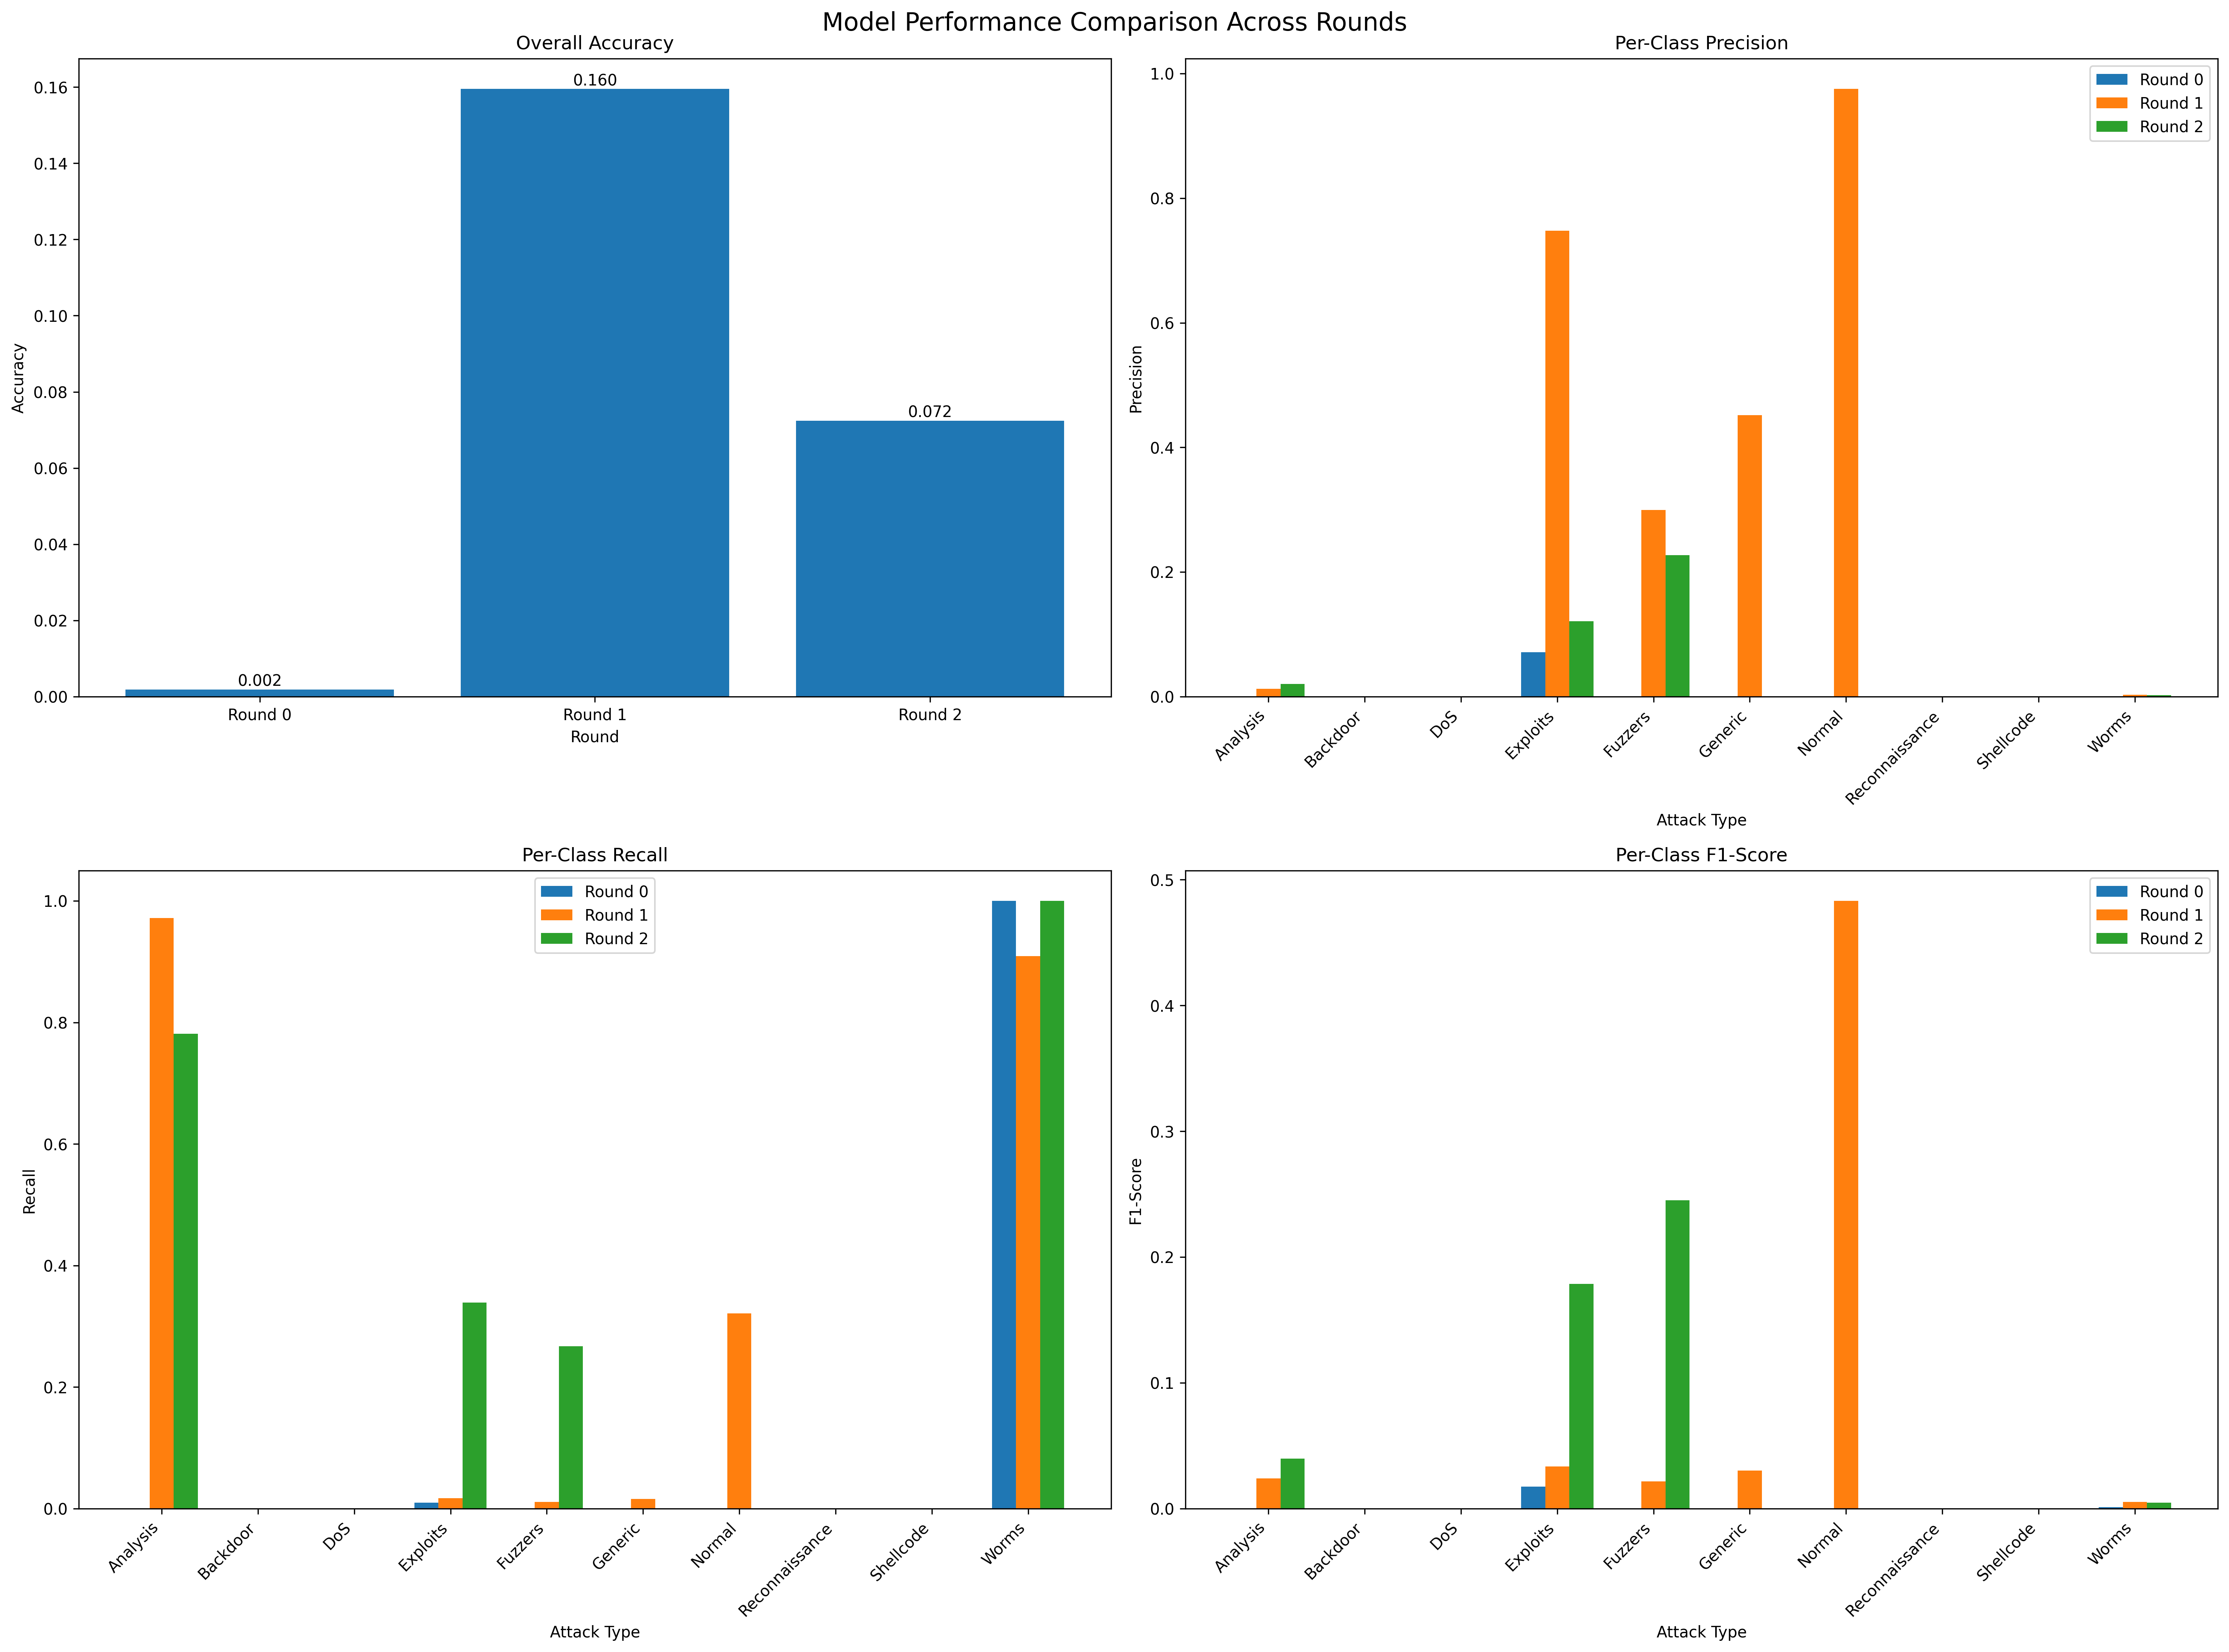 Model Performance Comparison Across Rounds
Overall Accuracy
Accuracy
0.16
0.14
0.12
0.10
0.08
0.06
0.04
0.02
0.00
0.002
0.160
0.072
Round 0
Round 1
Round 2
Round
Per-Class Precision
Precision
1.0
0.8
0.6
0.4
0.2
0.0
Round 0
Round 1
Round 2
Analysis
Backdoor
DoS
Exploits
Fuzzers
Generic
Normal
Reconnaissance
Shellcode
Worms
Attack Type
Per-Class Recall
Recall
1.0
0.8
0.6
0.4
0.2
0.0
Round 0
Round 1
Round 2
Analysis
Backdoor
DoS
Exploits
Fuzzers
Generic
Normal
Reconnaissance
Shellcode
Worms
Attack Type
Per-Class F1-Score
F1-Score
0.5
0.4
0.3
0.2
0.1
0.0
Round 0
Round 1
Round 2
Analysis
Backdoor
DoS
Exploits
Fuzzers
Generic
Normal
Reconnaissance
Shellcode
Worms
Attack Type